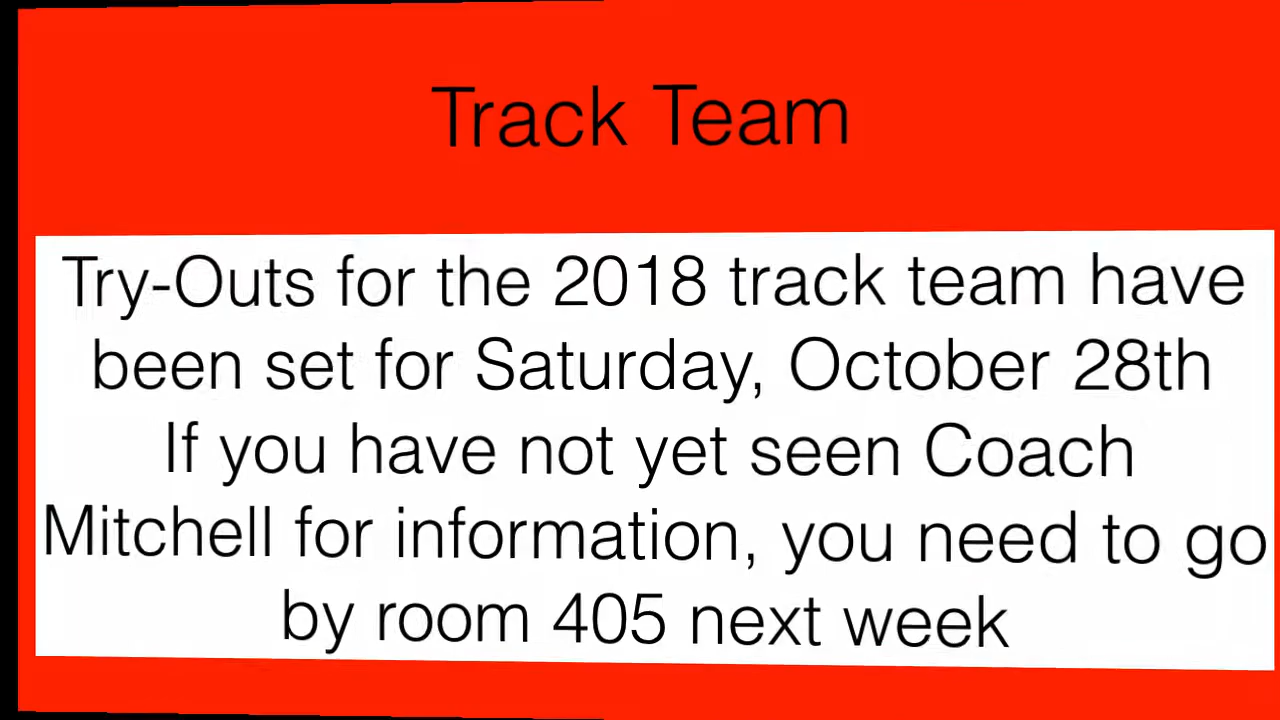 Track Team
Try-Outs for the 2018 track team have
been set for Saturday, October 28th
If you have not yet seen Coach
Mitchell for information, you need to go
by room 405 next week